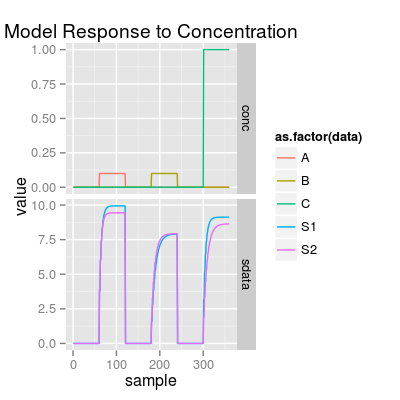 Model Response to Concentration
1.00
0.75
0.50
0.25
0.00
conc
10.0
7.5
5.0
2.5
0.0
sdata
value
0 100 200 300
sample
as.factor(data)
A
B
C
S1
S2